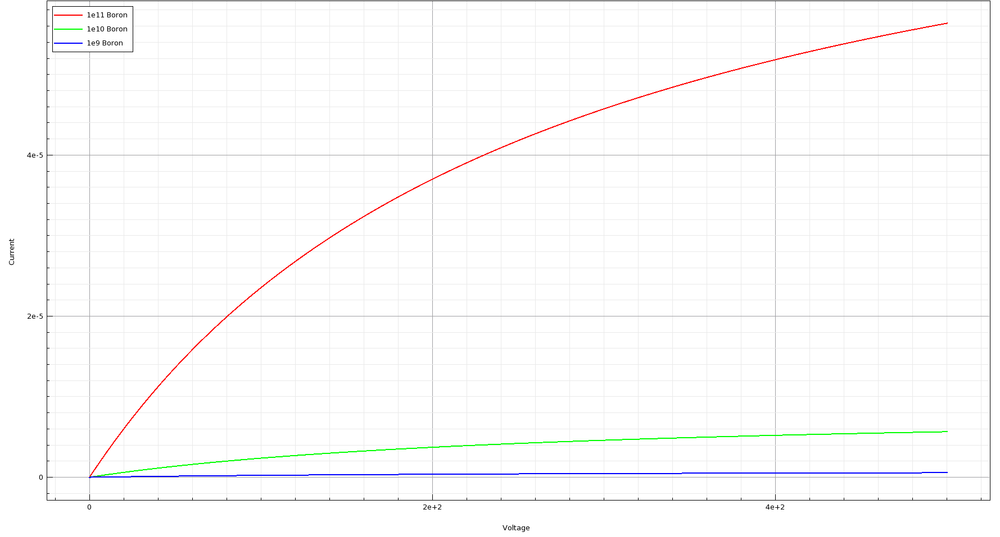 1e11 Boron
1e10 Boron
1e9 Boron
Current
4e-5
2e-5
0
0
2e+2
4e+2
Voltage